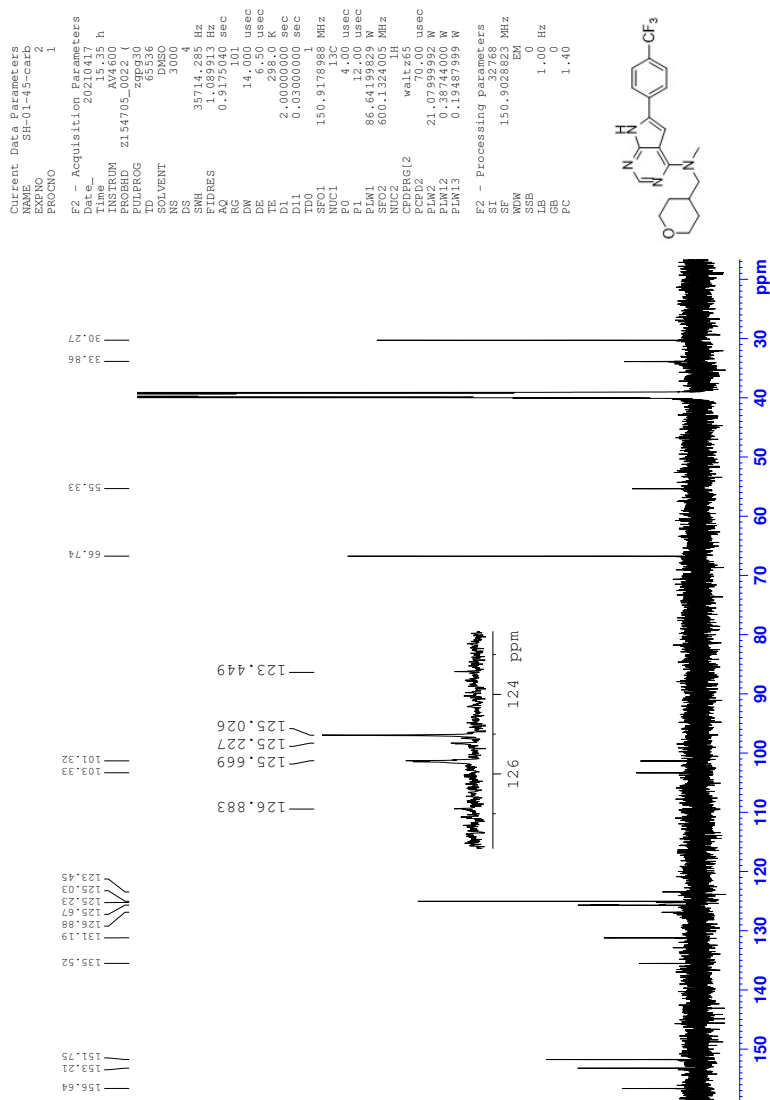 Current Data Parameters
NAME SH-01-45-carb
EXPNO 2
PROCNO 1
F2 - Acquisition Parameters
Date_ 20210417
Time 15.35 h
INSTRUM AV4600
PROBHD Z154705_0022 (
PULPROG zgpg30
TD 65536
SOLVENT DMSO
NS 3000
DS 4
SWH 35714.285 Hz
FIDRES 1.089913 Hz
AQ 0.9175040 sec
RG 101
DW 14.000 usec
DE 6.50 usec
TE 298.0 K
D1 2.00000000 sec
D11 0.03000000 sec
TD0 1
SFO1 150.9178988 MHz
NUC1 13C
P0 4.00 usec
P1 12.00 usec
PLW1 86.64199829 W
SFO2 600.1324005 MHz
NUC2 1H
CPDPRG[2 waltz65
PCPD2 70.00 usec
PLW2 21.07999992 W
PLW12 0.38744000 W
PLW13 0.19487999 W
F2 - Processing parameters
SI 32768
SF 150.9028823 MHz
WDW EM
SSB 0
LB 1.00 Hz
GB 0
PC 1.40
CF3
H
N
N
N
N
O
156.64
153.21
151.75
135.52
131.19
126.88
125.67
125.23
125.03
123.45
103.33
101.32
66.74
55.33
33.86
30.27
126.883
125.669
125.227
125.026
123.449
126 124 ppm
150 140 130 120 110 100 90 80 70 60 50 40 30 ppm